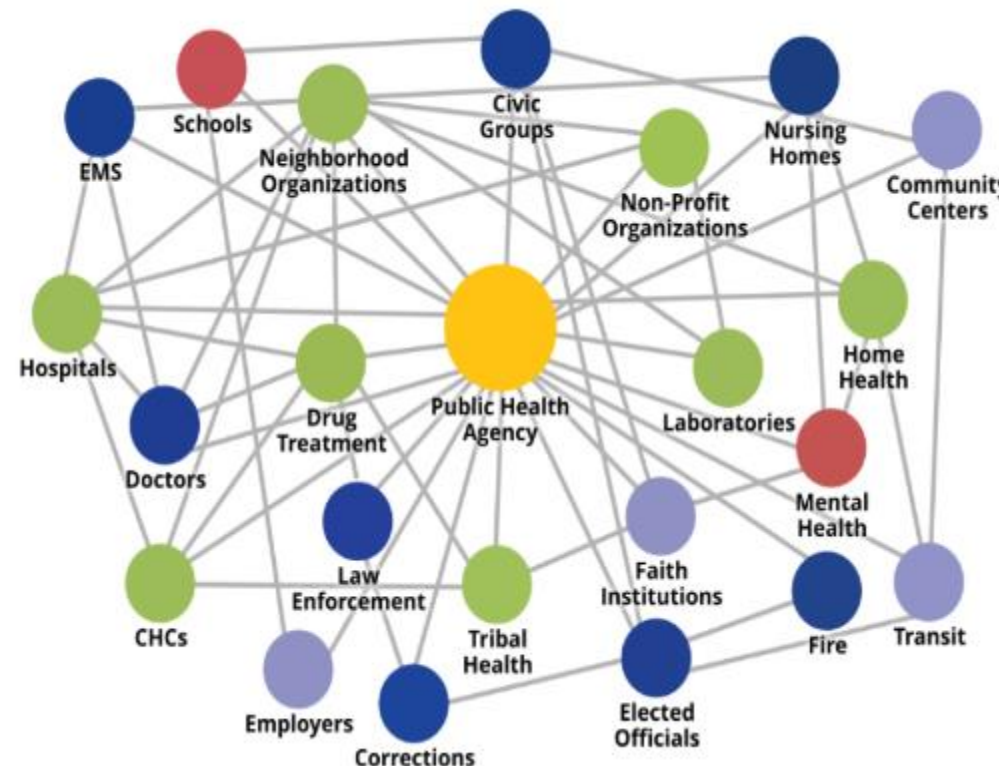 Schools
Civic
Groups
Nursing
Homes
EMS
Neighborhood
Organizations
Non-Profit
Organizations
Community
Centers
Hospitals
Drug
Treatment
Public Health
Agency
Laboratories
Home
Health
Doctors
Mental
Health
Law
Enforcement
Faith
Institutions
CHCs
Tribal
Health
Fire
Transit
Employers
Corrections
Elected
Officials